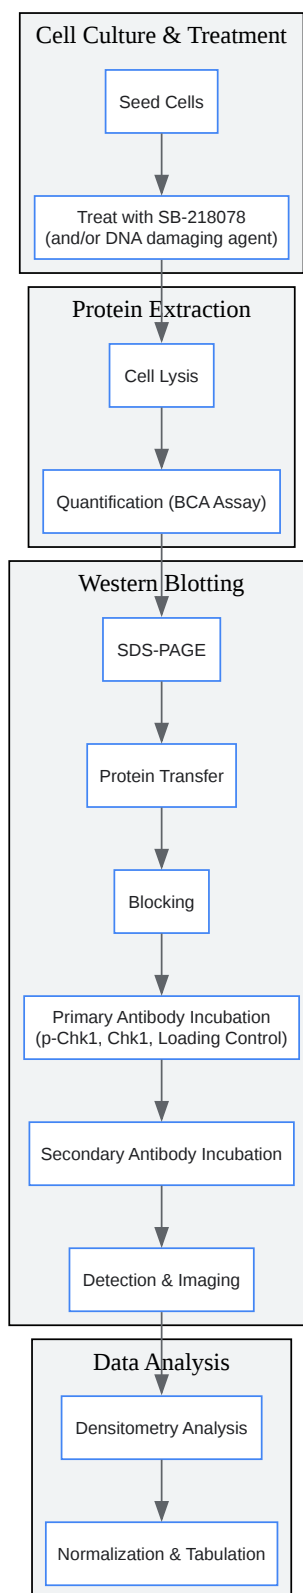 Cell Culture & Treatment
Seed Cells
Treat with SB-218078
(and/or DNA damaging agent)
Protein Extraction
Cell Lysis
Quantification (BCA Assay)
Western Blotting
SDS-PAGE
Protein Transfer
Blocking
Primary Antibody Incubation
(p-Chk1, Chk1, Loading Control)
Secondary Antibody Incubation
Detection & Imaging
Data Analysis
Densitometry Analysis
Normalization & Tabulation